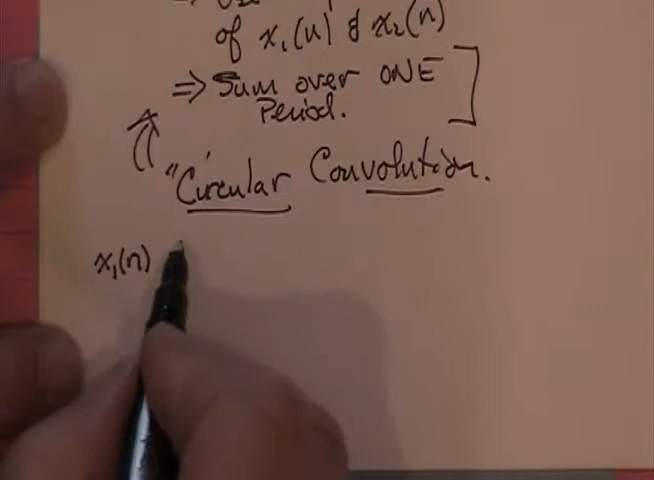 of x₁(n) & x₂(n)
⇒ Sum over ONE
Period.
"Circular Convolution.
x₁(n)